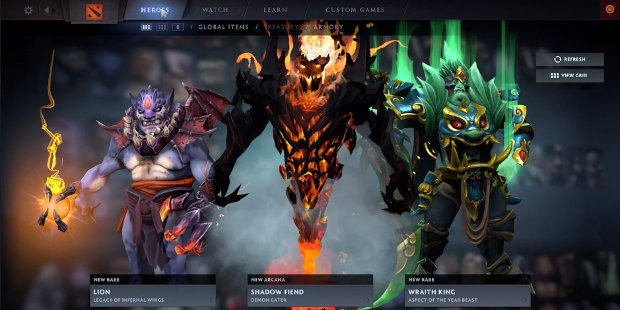 HEROES WATCH LEARN CUSTOM GAMES
/ GLOBAL ITEMS / TREASURY / ARMORY
REFRESH
VIEW GRID
NEW RARE
LION
LEGACY OF INFERNAL WINGS
NEW ARCANA
SHADOW FIEND
DEMON EATER
NEW RARE
WRAITH KING
ASPECT OF THE YEAR BEAST